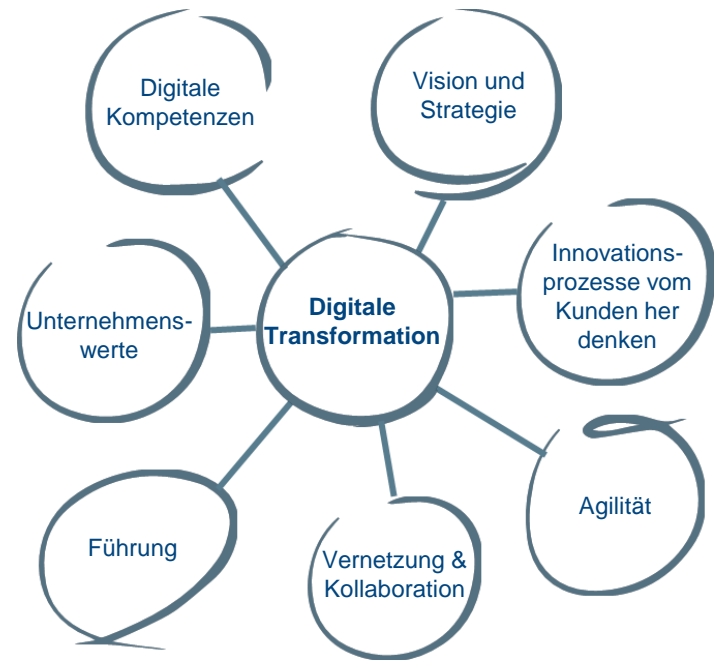 Digitale
Kompetenzen
Vision und
Strategie
Innovations-
prozesse vom
Kunden her
denken
Unternehmens-
werte
Digitale
Transformation
Agilität
Führung
Vernetzung &
Kollaboration